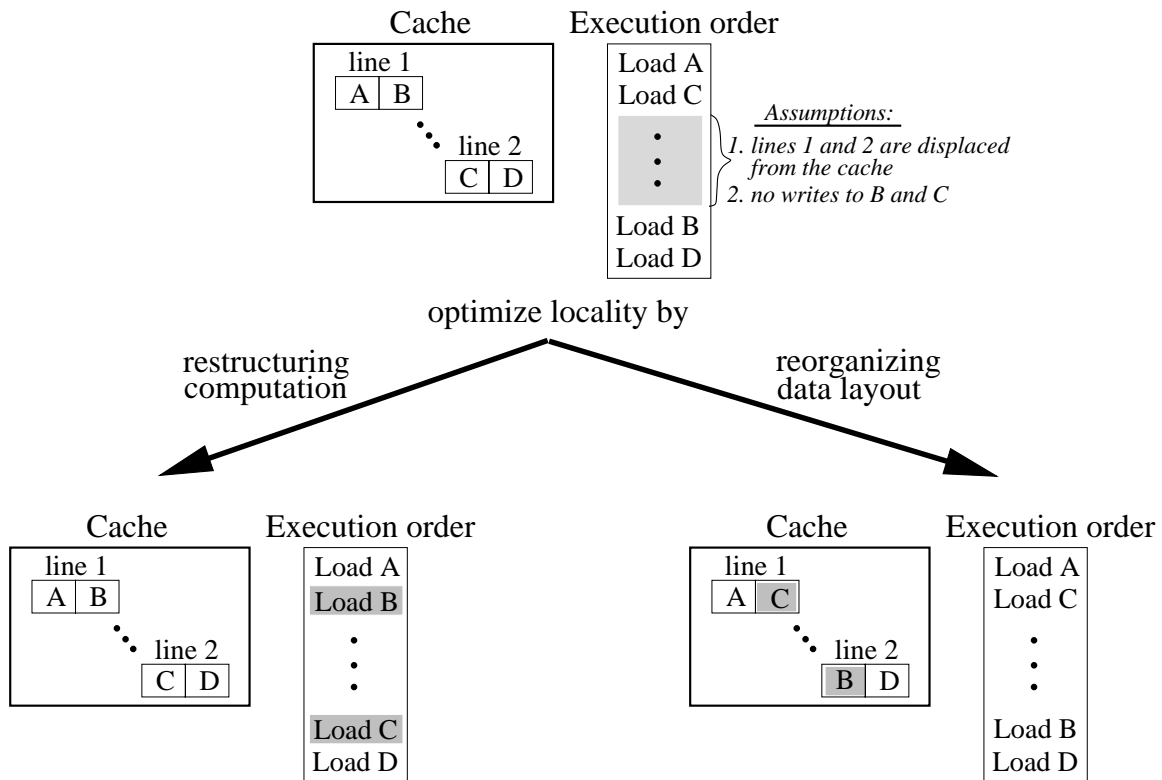 Cache
line 1
A B
line 2
C D
Execution order
Load A
Load C
Load B
Load D
Assumptions:
1. lines 1 and 2 are displaced
from the cache
2. no writes to B and C
optimize locality by
restructuring
computation
reorganizing
data layout
Cache
line 1
A B
line 2
C D
Execution order
Load A
Load B
Load C
Load D
Cache
line 1
A C
line 2
B D
Execution order
Load A
Load C
Load B
Load D